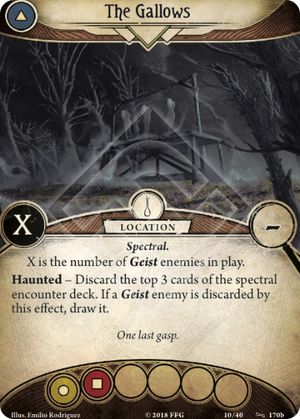 The Gallows
X
LOCATION
-
Spectral.
X is the number of Geist enemies in play.
Haunted – Discard the top 3 cards of the spectral
encounter deck. If a Geist enemy is discarded by
this effect, draw it.
One last gasp.
Illus. Emilio Rodriguez
© 2018 FFG
10/40
170b